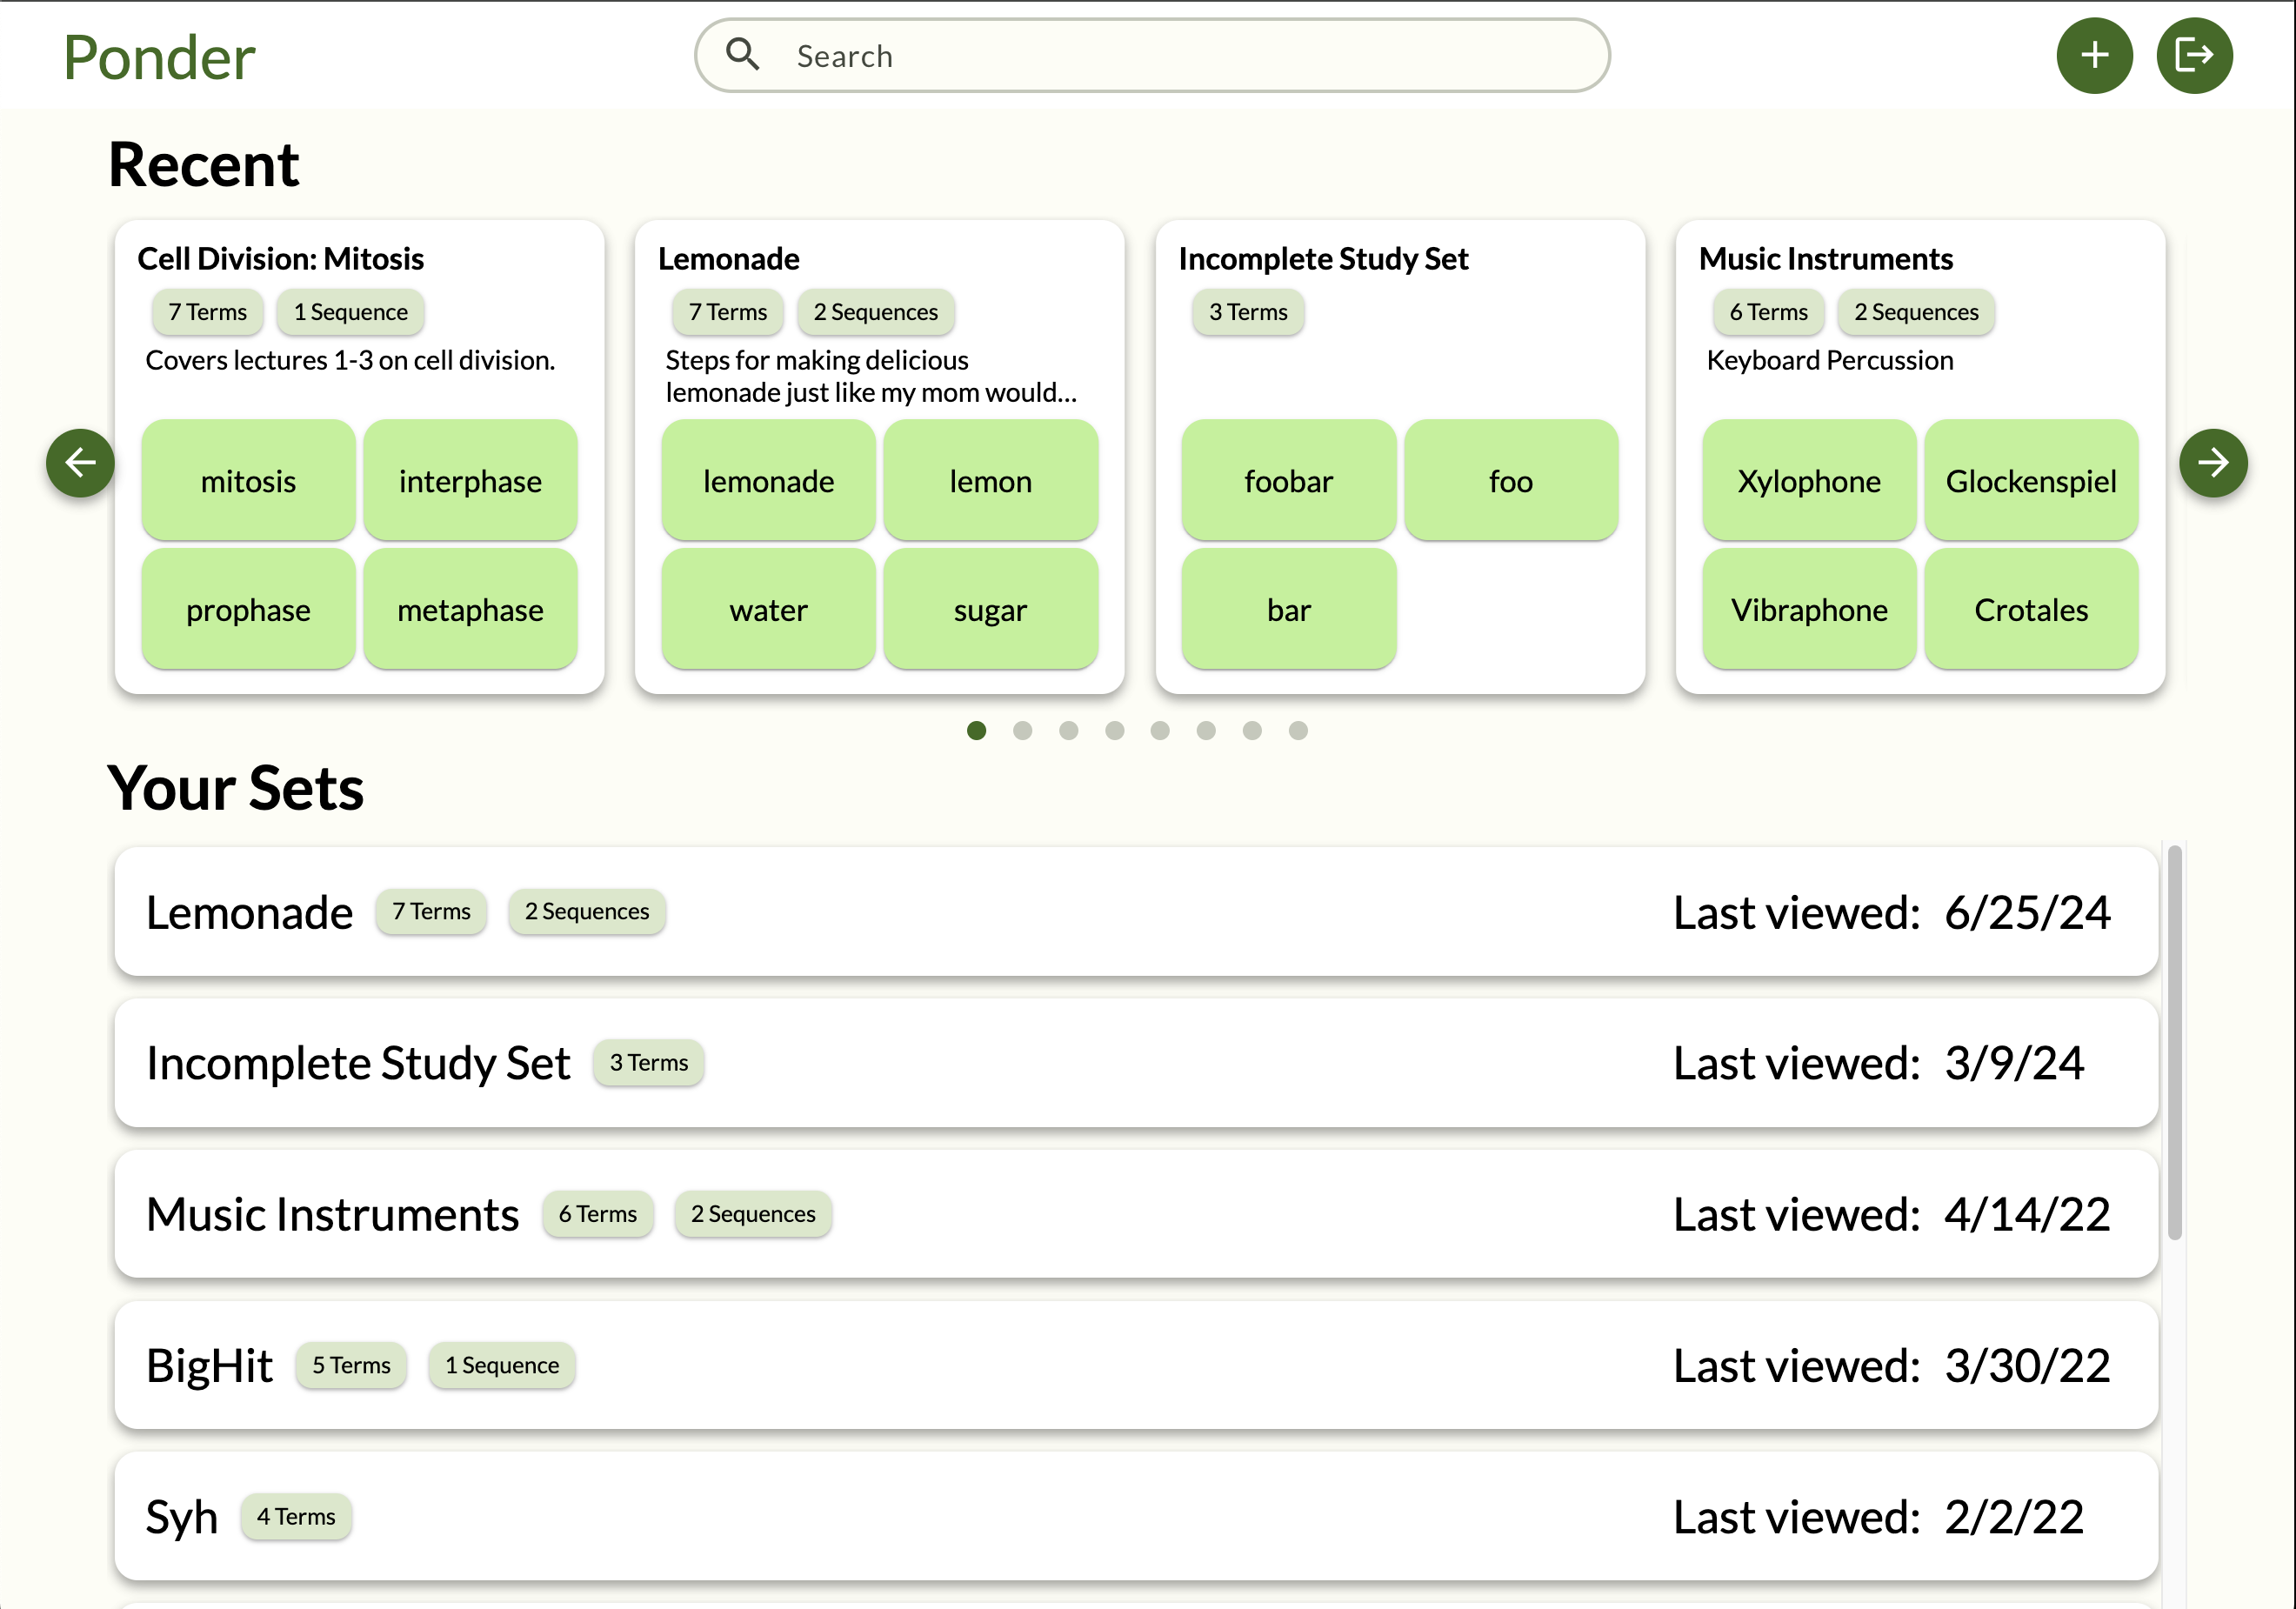 Ponder
Search
Recent
Cell Division: Mitosis
7 Terms 1 Sequence
Covers lectures 1-3 on cell division.
mitosis interphase
prophase metaphase
Lemonade
7 Terms 2 Sequences
Steps for making delicious
lemonade just like my mom would...
lemonade lemon
water sugar
Incomplete Study Set
3 Terms
foobar foo
bar
Music Instruments
6 Terms 2 Sequences
Keyboard Percussion
Xylophone Glockenspiel
Vibraphone Crotales
Your Sets
Lemonade 7 Terms 2 Sequences Last viewed: 6/25/24
Incomplete Study Set 3 Terms Last viewed: 3/9/24
Music Instruments 6 Terms 2 Sequences Last viewed: 4/14/22
BigHit 5 Terms 1 Sequence Last viewed: 3/30/22
Syh 4 Terms Last viewed: 2/2/22